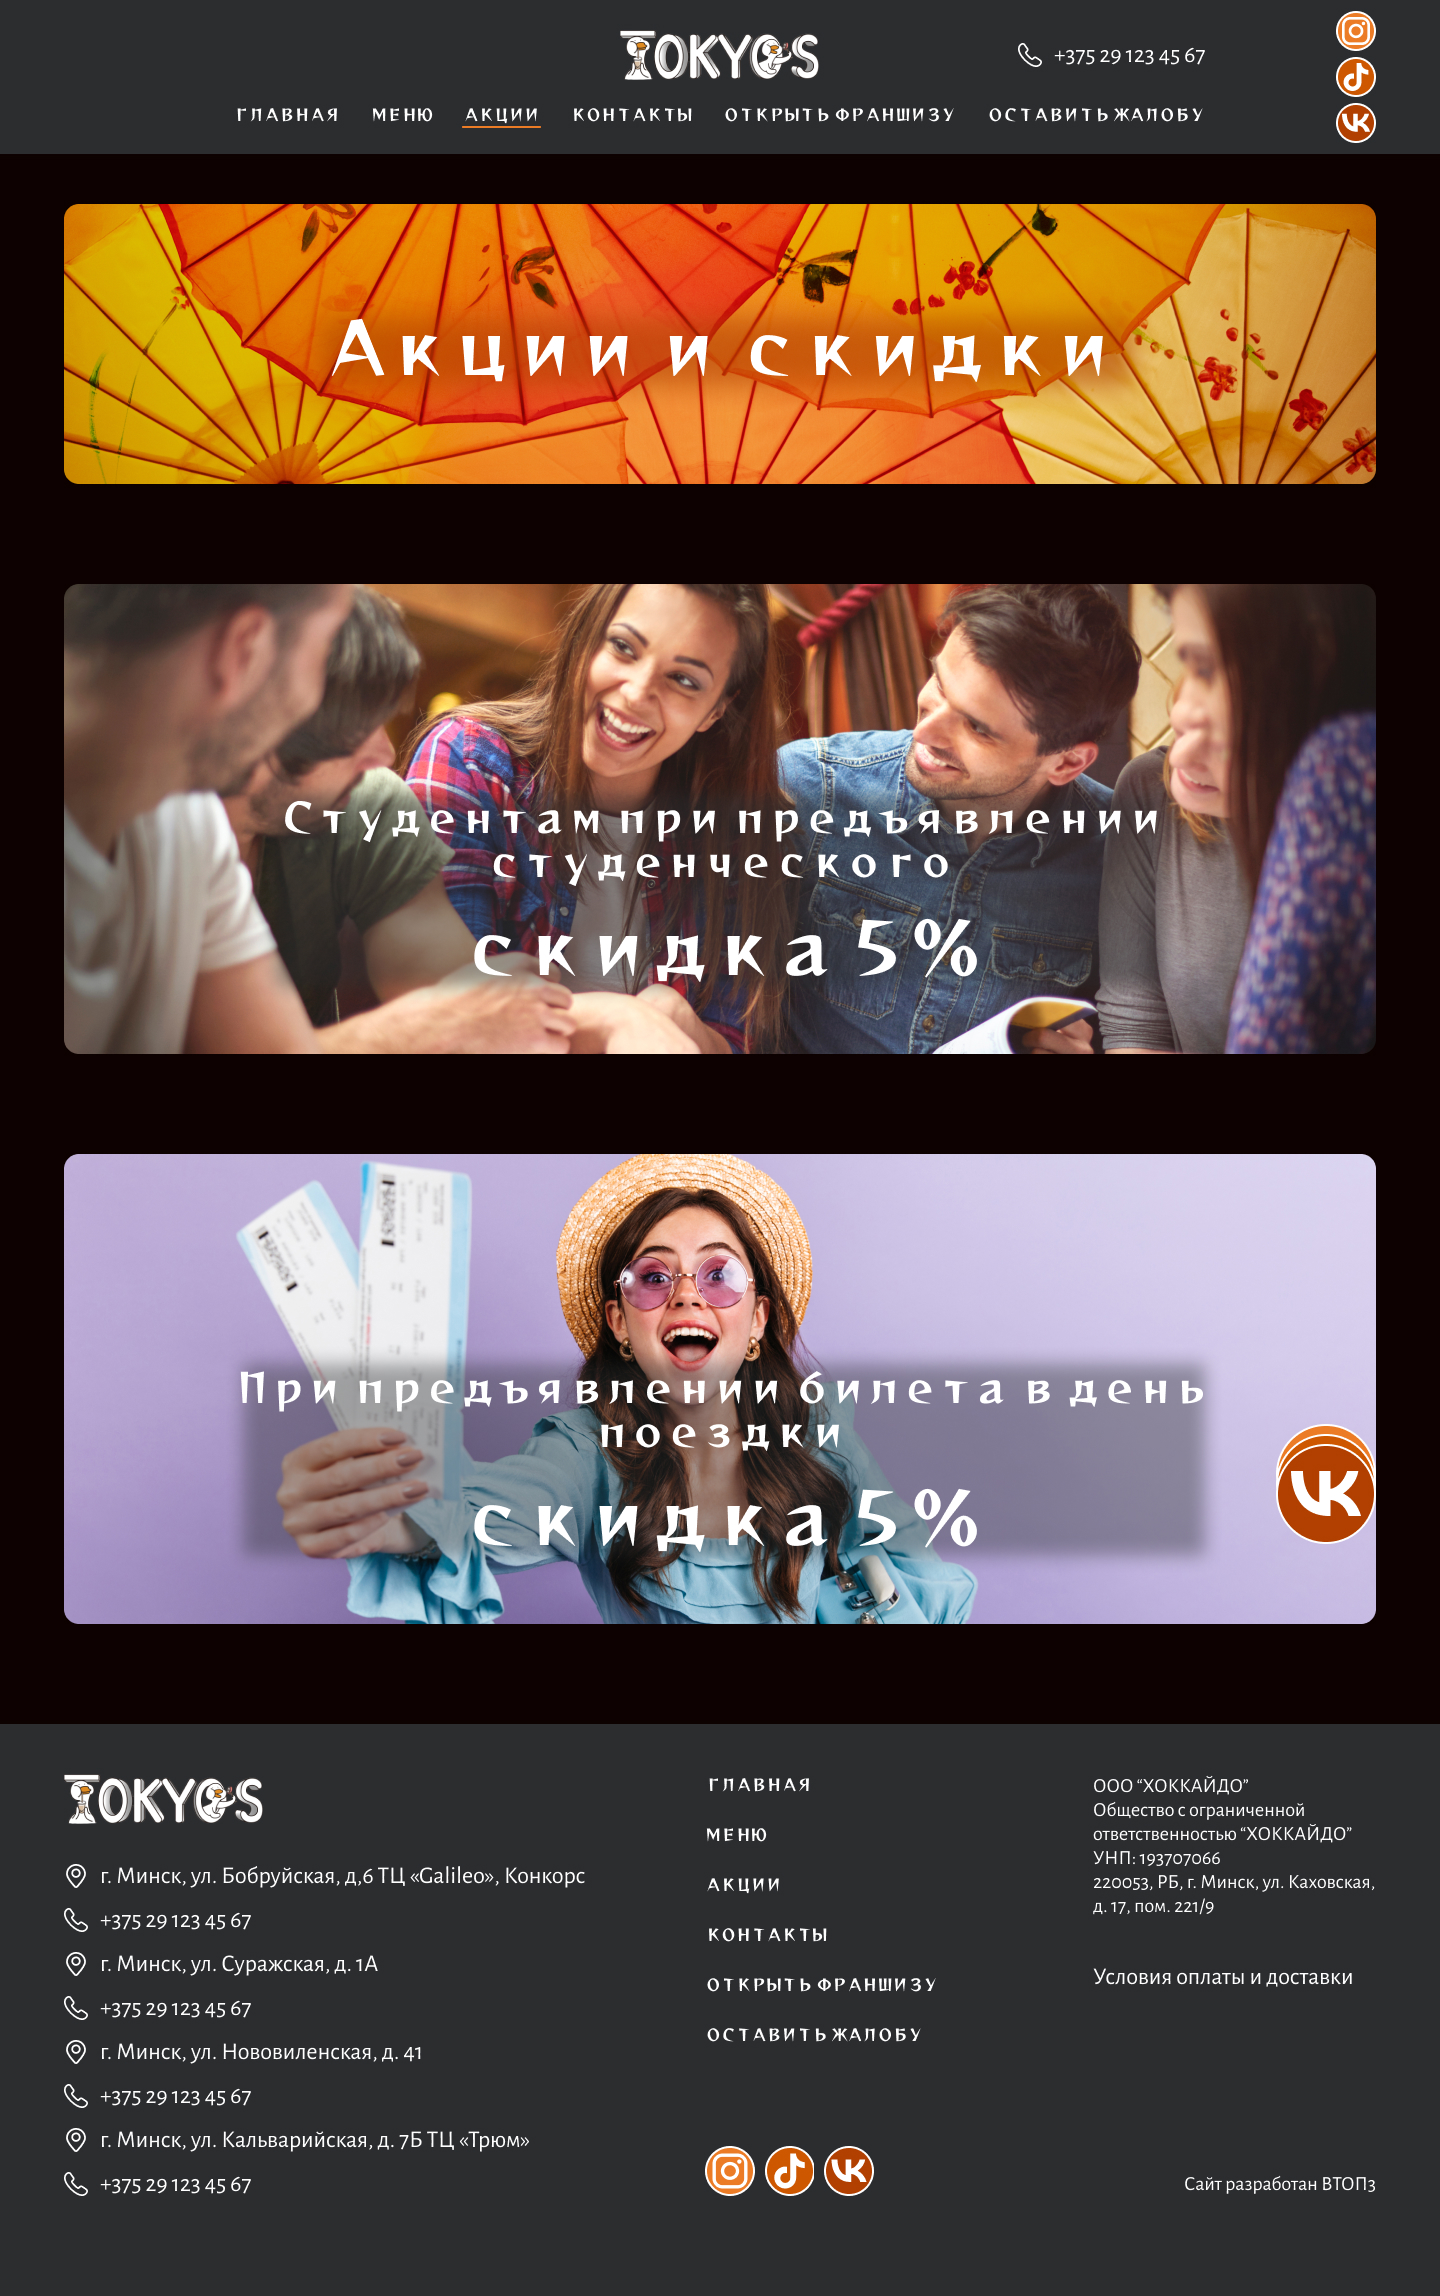 TOKYOS
+375 29 123 45 67
ГЛАВНАЯ МЕНЮ АКЦИИ КОНТАКТЫ ОТКРЫТЬ ФРАНШИЗУ ОСТАВИТЬ ЖАЛОБУ
Акции и скидки
Студентам при предъявлении
студенческого
скидка 5%
При предъявлении билета в день
поездки
скидка 5%
TOKYOS
г. Минск, ул. Бобруйская, д,6 ТЦ «Galileo», Конкорс
+375 29 123 45 67
г. Минск, ул. Суражская, д. 1А
+375 29 123 45 67
г. Минск, ул. Нововиленская, д. 41
+375 29 123 45 67
г. Минск, ул. Кальварийская, д. 7Б ТЦ «Трюм»
+375 29 123 45 67
ГЛАВНАЯ
МЕНЮ
АКЦИИ
КОНТАКТЫ
ОТКРЫТЬ ФРАНШИЗУ
ОСТАВИТЬ ЖАЛОБУ
ООО “ХОККАЙДО”
Общество с ограниченной
ответственностью “ХОККАЙДО”
УНП: 193707066
220053, РБ, г. Минск, ул. Каховская,
д. 17, пом. 221/9
Условия оплаты и доставки
Сайт разработан ВТОП3